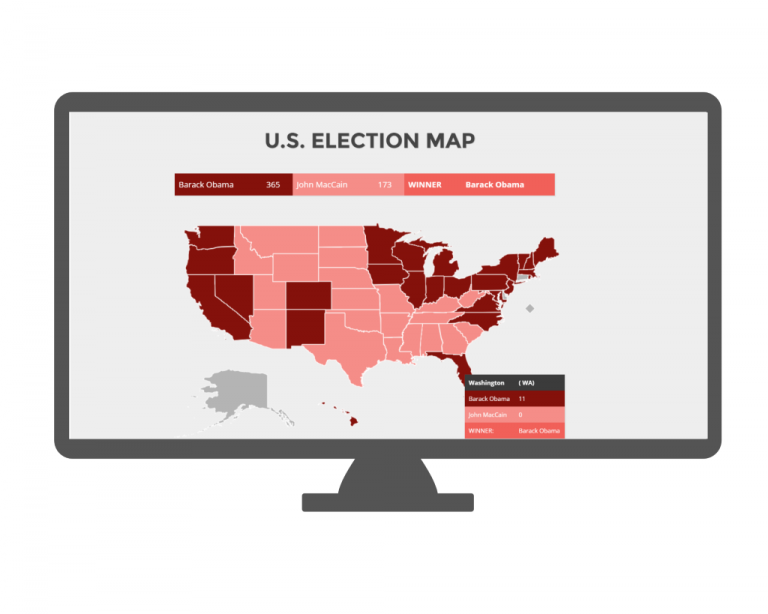 U.S. ELECTION MAP
Barack Obama 365 John MacCain 173 WINNER Barack Obama
Washington ( WA)
Barack Obama 11
John MacCain 0
WINNER: Barack Obama